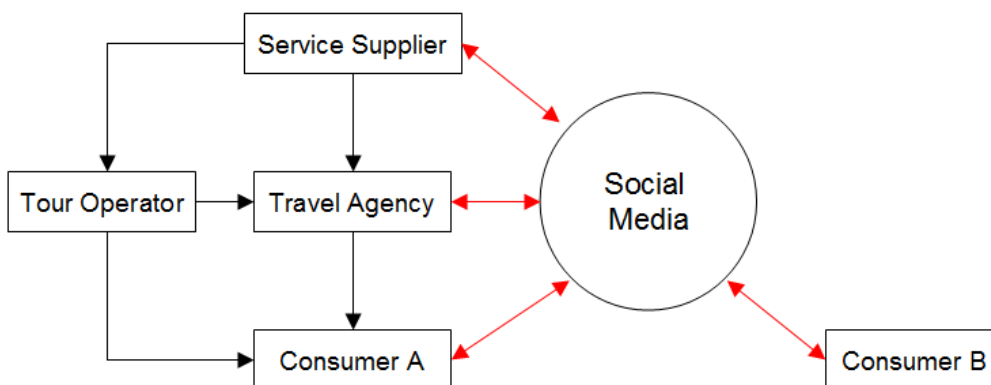 Service Supplier
Tour Operator
Travel Agency
Social
Media
Consumer A
Consumer B